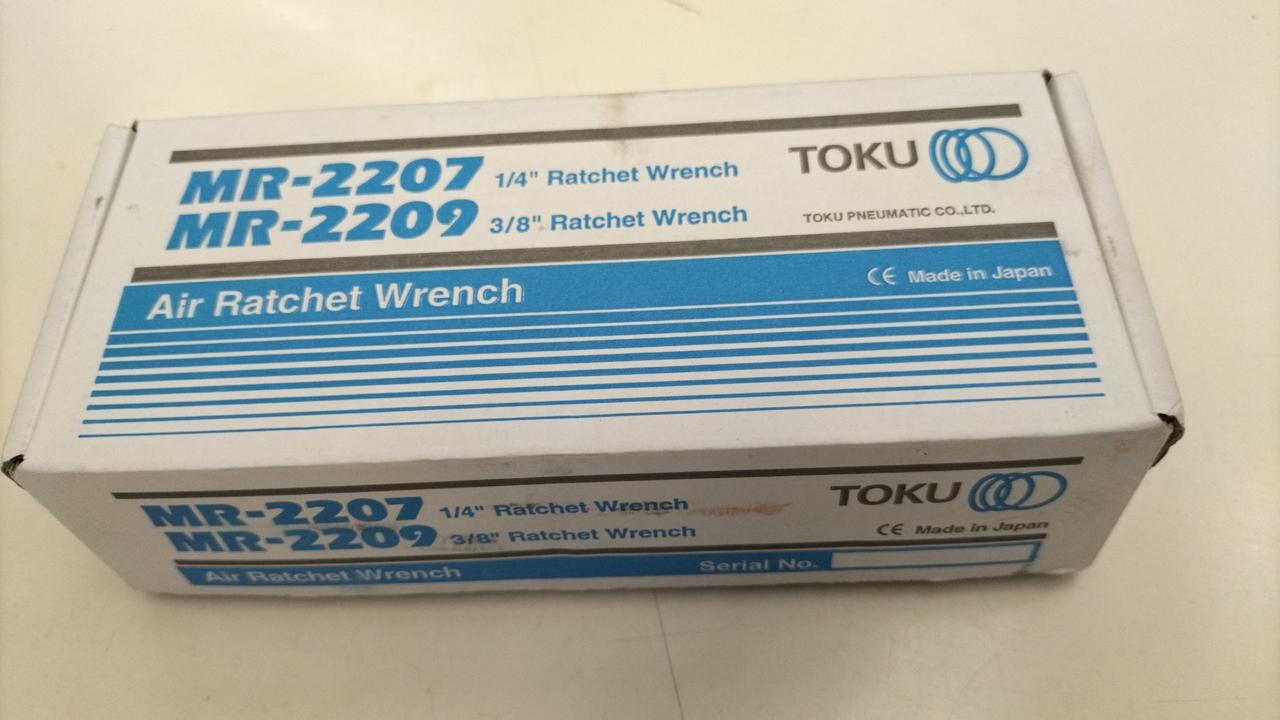 MR-2207 1/4" Ratchet Wrench
MR-2209 3/8" Ratchet Wrench
TOKU
TOKU PNEUMATIC CO.,LTD.
Air Ratchet Wrench
CE Made in Japan
MR-2207 1/4" Ratchet Wrench
MR-2209 3/8" Ratchet Wrench
TOKU
CE Made in Japan
Air Ratchet Wrench
Serial No.